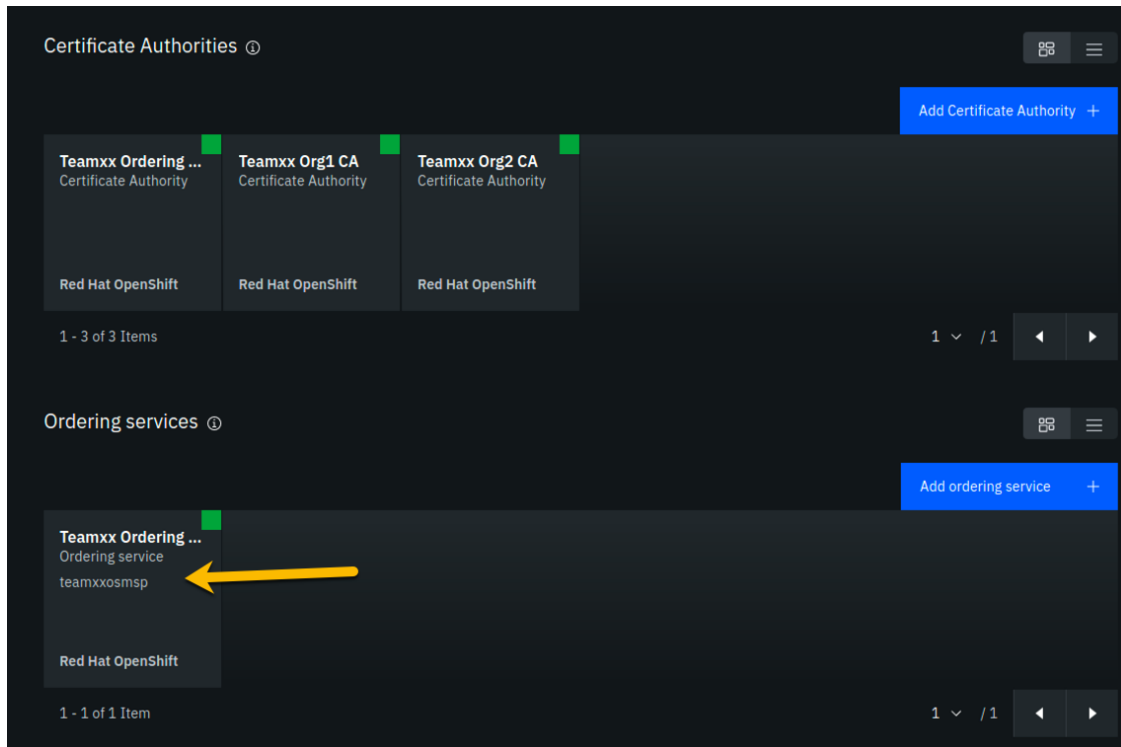 Certificate Authorities
Add Certificate Authority +
Teamxx Ordering ...
Certificate Authority
Red Hat OpenShift
Teamxx Org1 CA
Certificate Authority
Red Hat OpenShift
Teamxx Org2 CA
Certificate Authority
Red Hat OpenShift
1 - 3 of 3 Items
1 /1
Ordering services
Add ordering service +
Teamxx Ordering ...
Ordering service
teamxxosmsp
Red Hat OpenShift
1 - 1 of 1 Item
1 /1